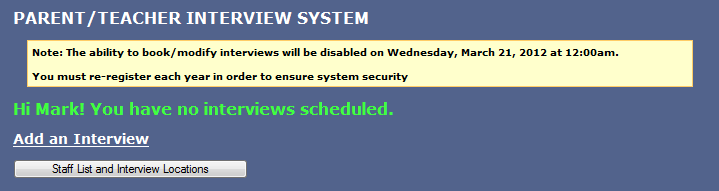 PARENT/TEACHER INTERVIEW SYSTEM
Note: The ability to book/modify interviews will be disabled on Wednesday, March 21, 2012 at 12:00am.
You must re-register each year in order to ensure system security
Hi Mark! You have no interviews scheduled.
Add an Interview
Staff List and Interview Locations